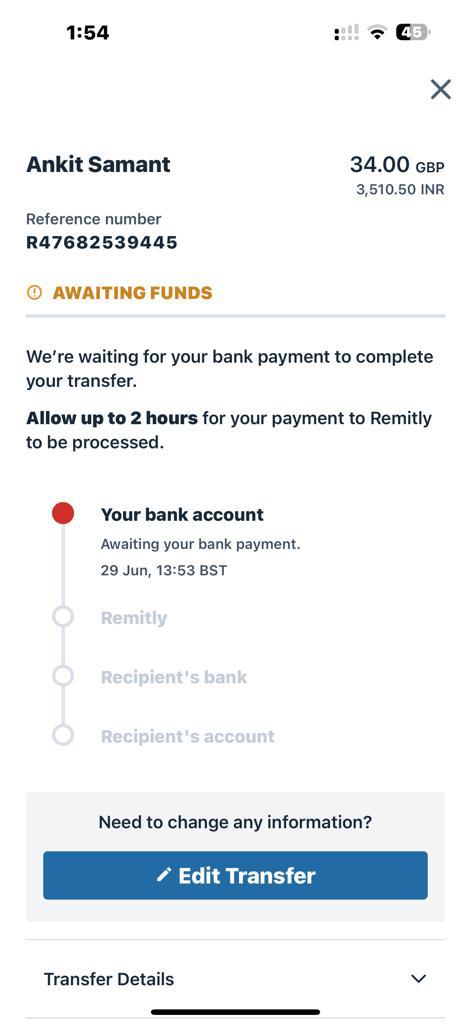 1:54
45
Ankit Samant
34.00 GBP
3,510.50 INR
Reference number
R47682539445
AWAITING FUNDS
We’re waiting for your bank payment to complete
your transfer.
Allow up to 2 hours for your payment to Remitly
to be processed.
Your bank account
Awaiting your bank payment.
29 Jun, 13:53 BST
Remitly
Recipient's bank
Recipient's account
Need to change any information?
Edit Transfer
Transfer Details